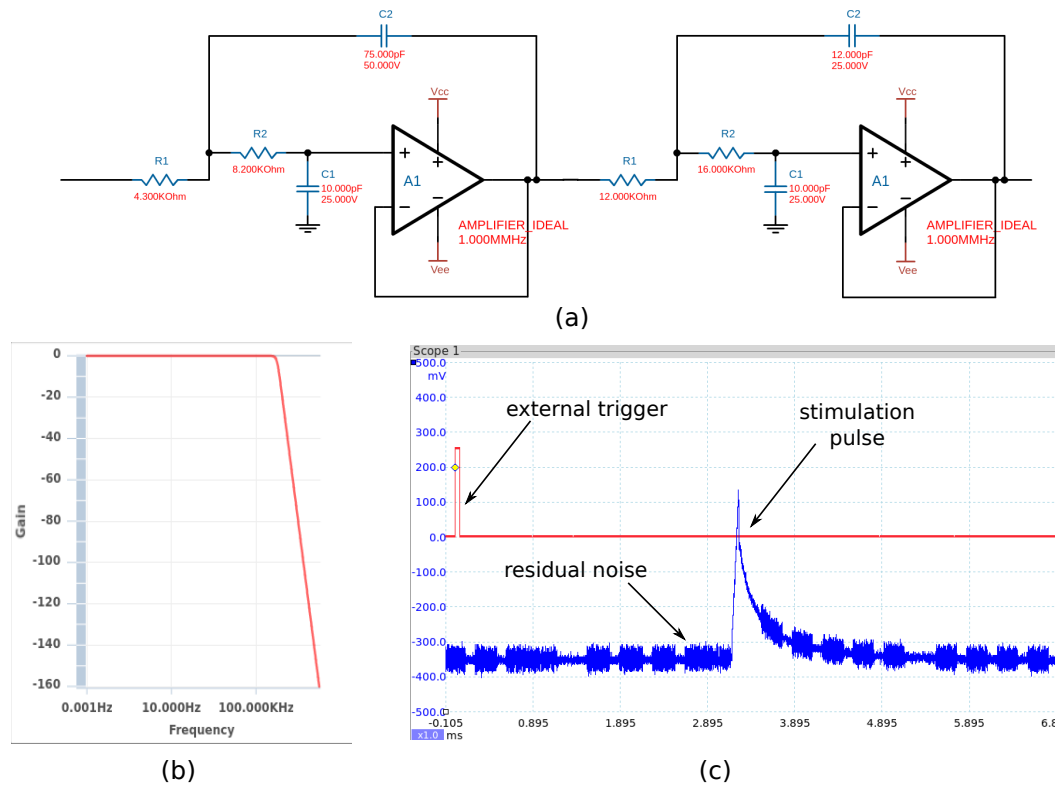 C2
75.000pF
50.000V
C2
12.000pF
25.000V
Vcc
Vcc
R2
8.200KOhm
R2
16.000KOhm
R1
4.300KOhm
C1
10.000pF
25.000V
+
+
−
−
A1
AMPLIFIER_IDEAL
1.000MMHz
Vee
R1
12.000KOhm
C1
10.000pF
25.000V
+
+
−
−
A1
AMPLIFIER_IDEAL
1.000MMHz
Vee
(a)
0
-20
-40
-60
-80
-100
-120
-140
-160
Gain
0.001Hz
10.000Hz
100.000KHz
Frequency
(b)
Scope 1
500.0
mV
400.0
300.0
200.0
100.0
0.0
-100.0
-200.0
-300.0
-400.0
-500.0
external trigger
stimulation
pulse
residual noise
-0.105
0.895
1.895
2.895
3.895
4.895
5.895
6.8
x1.0
ms
(c)